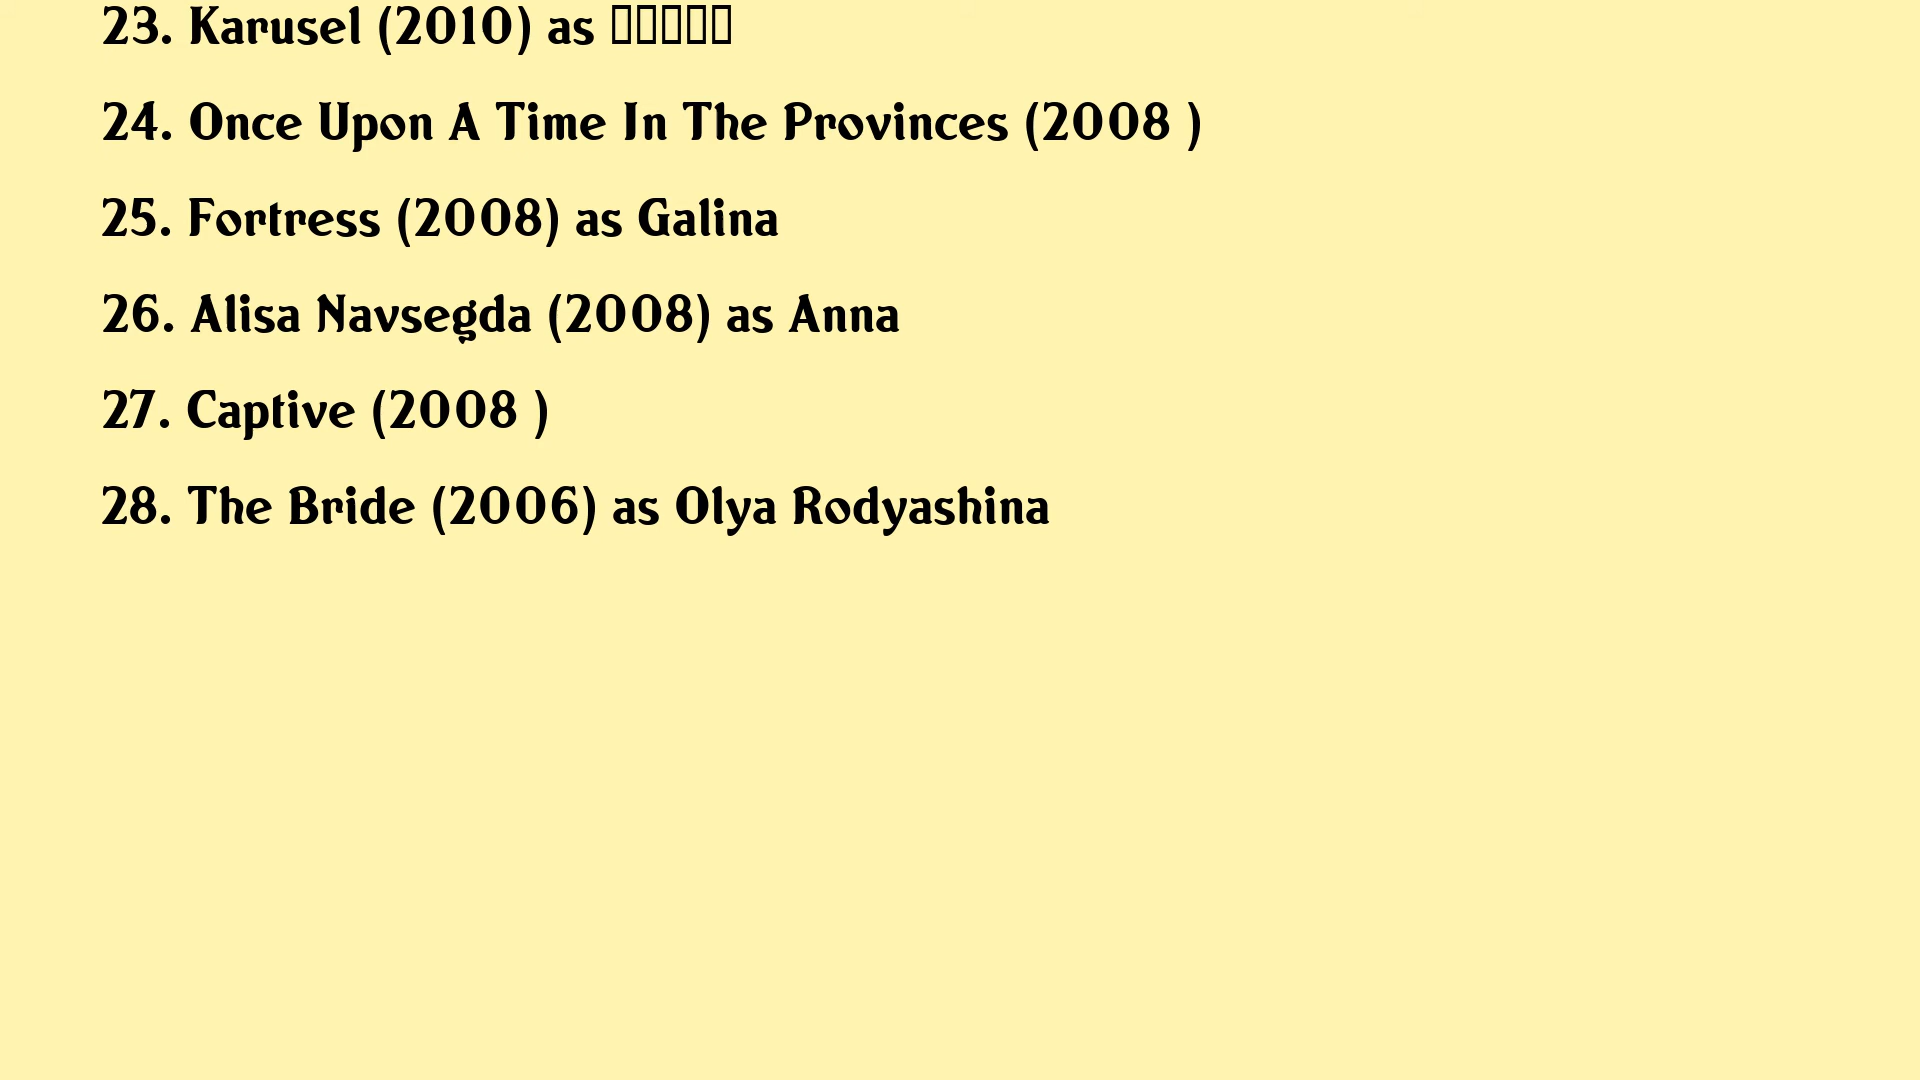 23. Karusel (2010) as
24. Once Upon A Time In The Provinces (2008 )
25. Fortress (2008) as Galina
26. Alisa Navsegda (2008) as Anna
27. Captive (2008 )
28. The Bride (2006) as Olya Rodyashina